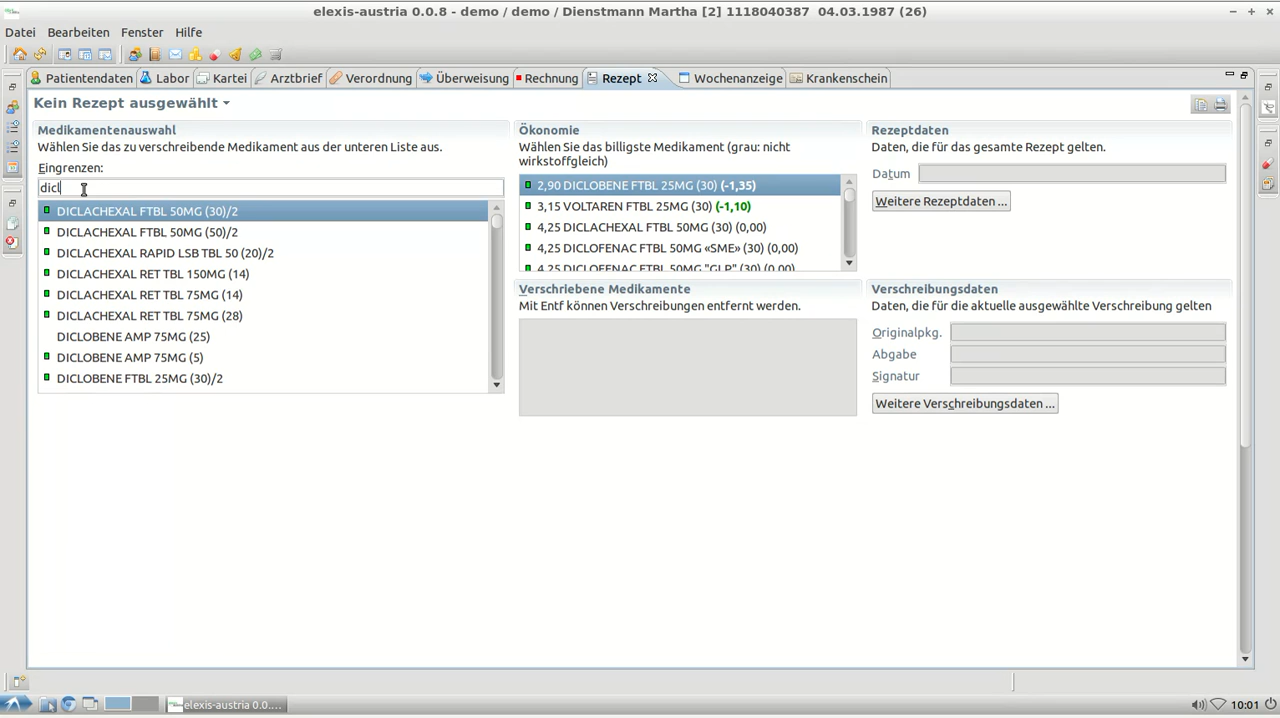 elexis-austria 0.0.8 - demo / demo / Dienstmann Martha [2] 1118040387 04.03.1987 (26)
Datei Bearbeiten Fenster Hilfe
Patientendaten Labor Kartei Arztbrief Verordnung Überweisung Rechnung Rezept Wochenanzeige Krankenschein
Kein Rezept ausgewählt
Medikamentenauswahl
Wählen Sie das zu verschreibende Medikament aus der unteren Liste aus.
Eingrenzen:
dicl
DICLACHEXAL FTBL 50MG (30)/2
DICLACHEXAL FTBL 50MG (50)/2
DICLACHEXAL RAPID LSB TBL 50 (20)/2
DICLACHEXAL RET TBL 150MG (14)
DICLACHEXAL RET TBL 75MG (14)
DICLACHEXAL RET TBL 75MG (28)
DICLOBENE AMP 75MG (25)
DICLOBENE AMP 75MG (5)
DICLOBENE FTBL 25MG (30)/2
Ökonomie
Wählen Sie das billigste Medikament (grau: nicht
wirkstoffgleich)
2,90 DICLOBENE FTBL 25MG (30) (-1,35)
3,15 VOLTAREN FTBL 25MG (30) (-1,10)
4,25 DICLACHEXAL FTBL 50MG (30) (0,00)
4,25 DICLOFENAC FTBL 50MG «SME» (30) (0,00)
4,25 DICLOFENAC FTBL 50MG "GLP" (30) (0,00)
Verschriebene Medikamente
Mit Entf können Verschreibungen entfernt werden.
Rezeptdaten
Daten, die für das gesamte Rezept gelten.
Datum
Weitere Rezeptdaten ...
Verschreibungsdaten
Daten, die für die aktuelle ausgewählte Verschreibung gelten
Originalpkg.
Abgabe
Signatur
Weitere Verschreibungsdaten ...
elexis-austria 0.0....
10:01